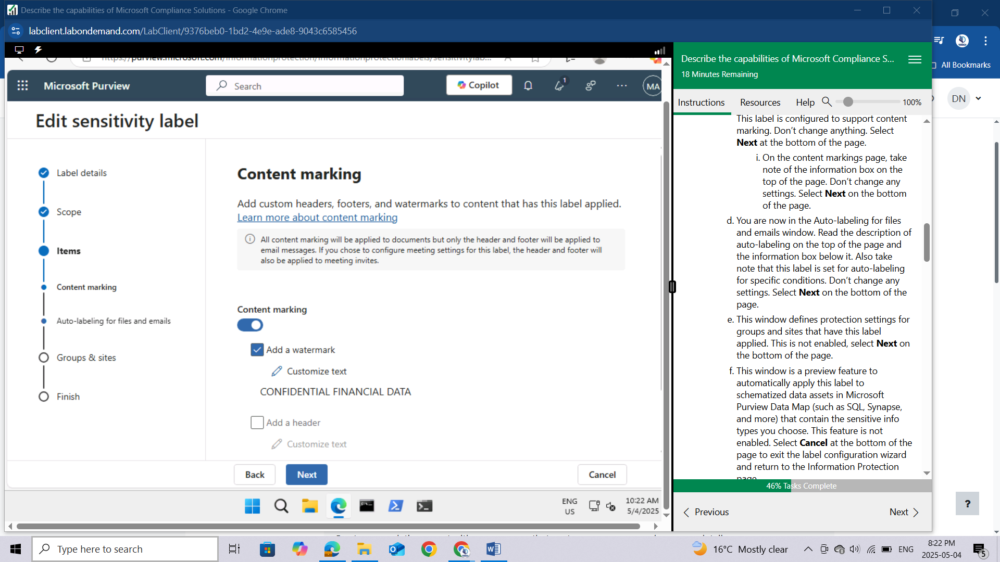 Describe the capabilities of Microsoft Compliance Solutions - Google Chrome
labclient.labondemand.com/LabClient/9376beb0-1bd2-4e9e-ade8-9043c6585456
https://purview.microsoft.com/informationprotection/informationprotectionlabels/sensitivitylab...
Microsoft Purview
Search
Copilot
1
MA
Edit sensitivity label
Label details
Scope
Items
Content marking
Auto-labeling for files and emails
Groups & sites
Finish
Content marking
Add custom headers, footers, and watermarks to content that has this label applied.
Learn more about content marking
All content marking will be applied to documents but only the header and footer will be applied to
email messages. If you chose to configure meeting settings for this label, the header and footer will
also be applied to meeting invites.
Content marking
Add a watermark
Customize text
CONFIDENTIAL FINANCIAL DATA
Add a header
Customize text
Back
Next
Cancel
ENG
US
10:22 AM
5/4/2025
Describe the capabilities of Microsoft Compliance S...
18 Minutes Remaining
Instructions
Resources
Help
100%
This label is configured to support content
marking. Don't change anything. Select
Next at the bottom of the page.
i. On the content markings page, take
note of the information box on the
top of the page. Don't change any
settings. Select Next on the bottom
of the page.
d. You are now in the Auto-labeling for files
and emails window. Read the description of
auto-labeling on the top of the page and
the information box below it. Also take
note that this label is set for auto-labeling
for specific conditions. Don't change any
settings. Select Next on the bottom of the
page.
e. This window defines protection settings for
groups and sites that have this label
applied. This is not enabled, select Next on
the bottom of the page.
f. This window is a preview feature to
automatically apply this label to
schematized data assets in Microsoft
Purview Data Map (such as SQL, Synapse,
and more) that contain the sensitive info
types you choose. This feature is not
enabled. Select Cancel at the bottom of the
page to exit the label configuration wizard
and return to the Information Protection
page
46% Tasks Complete
Previous
Next
All Bookmarks
DN
?
Type here to search
16°C Mostly clear
ENG
8:22 PM
2025-05-04
5